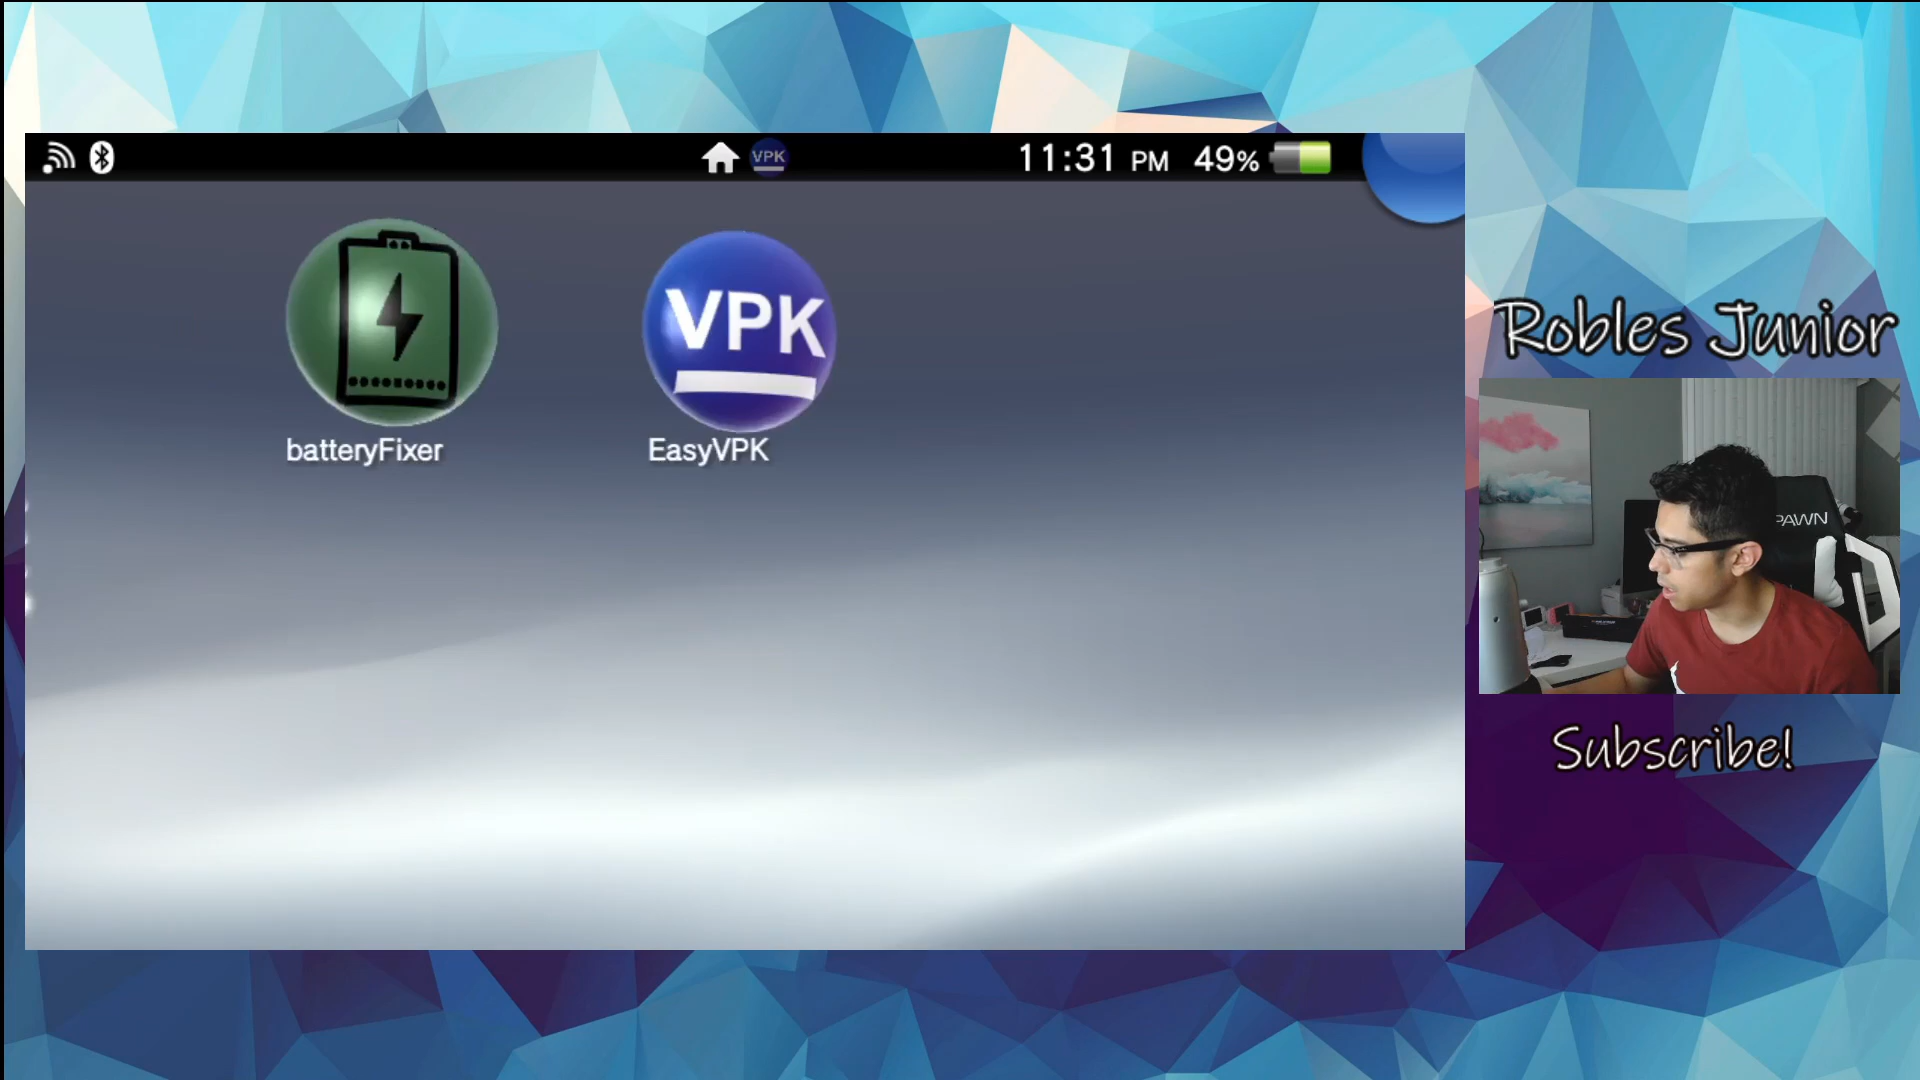 VPK
11:31 PM 49%
VPK
batteryFixer
EasyVPK
Robles Junior
PAWN
Subscribe!